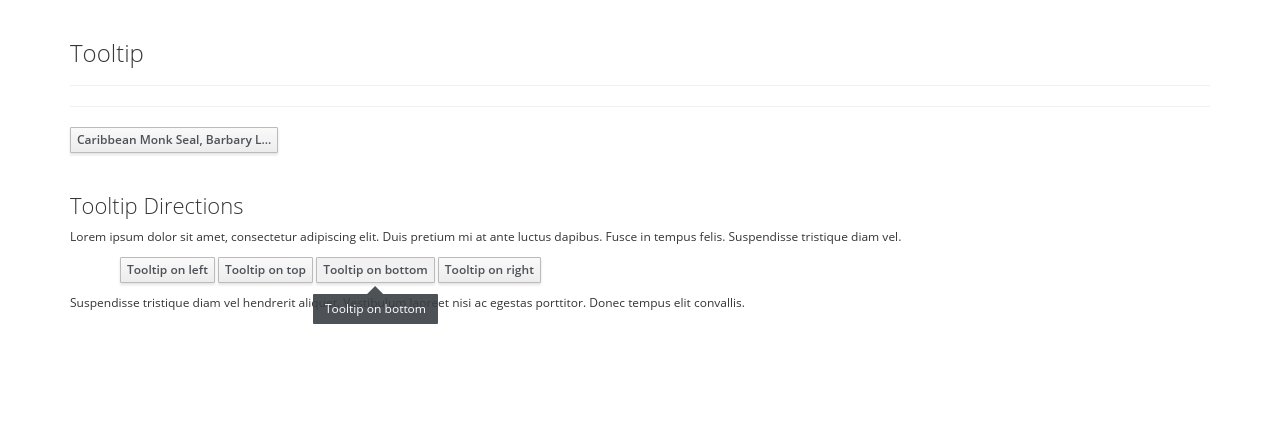 Tooltip
Caribbean Monk Seal, Barbary L...
Tooltip Directions
Lorem ipsum dolor sit amet, consectetur adipiscing elit. Duis pretium mi at ante luctus dapibus. Fusce in tempus felis. Suspendisse tristique diam vel.
Tooltip on left Tooltip on top Tooltip on bottom Tooltip on right
Suspendisse tristique diam vel hendrerit aliquet. Vestibulum laoreet nisi ac egestas porttitor. Donec tempus elit convallis.
Tooltip on bottom